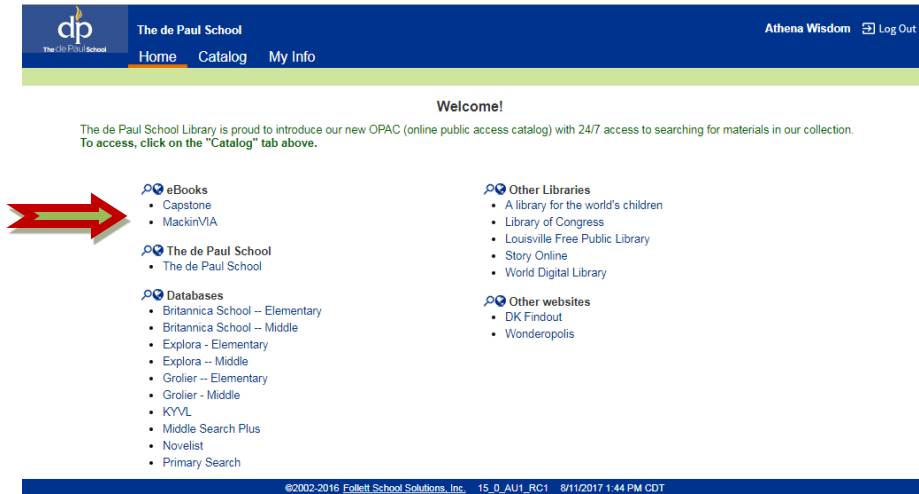 dp
The de Paul School
The de Paul School
Athena Wisdom Log Out
Home Catalog My Info
Welcome!
The de Paul School Library is proud to introduce our new OPAC (online public access catalog) with 24/7 access to searching for materials in our collection.
To access, click on the "Catalog" tab above.
eBooks
• Capstone
• MackinVIA
The de Paul School
• The de Paul School
Databases
• Britannica School -- Elementary
• Britannica School -- Middle
• Explora - Elementary
• Explora -- Middle
• Grolier -- Elementary
• Grolier - Middle
• KYVL
• Middle Search Plus
• Novelist
• Primary Search
Other Libraries
• A library for the world's children
• Library of Congress
• Louisville Free Public Library
• Story Online
• World Digital Library
Other websites
• DK Findout
• Wonderopolis
©2002-2016 Follett School Solutions, Inc. 15_0_AU1_RC1 8/11/2017 1:44 PM CDT